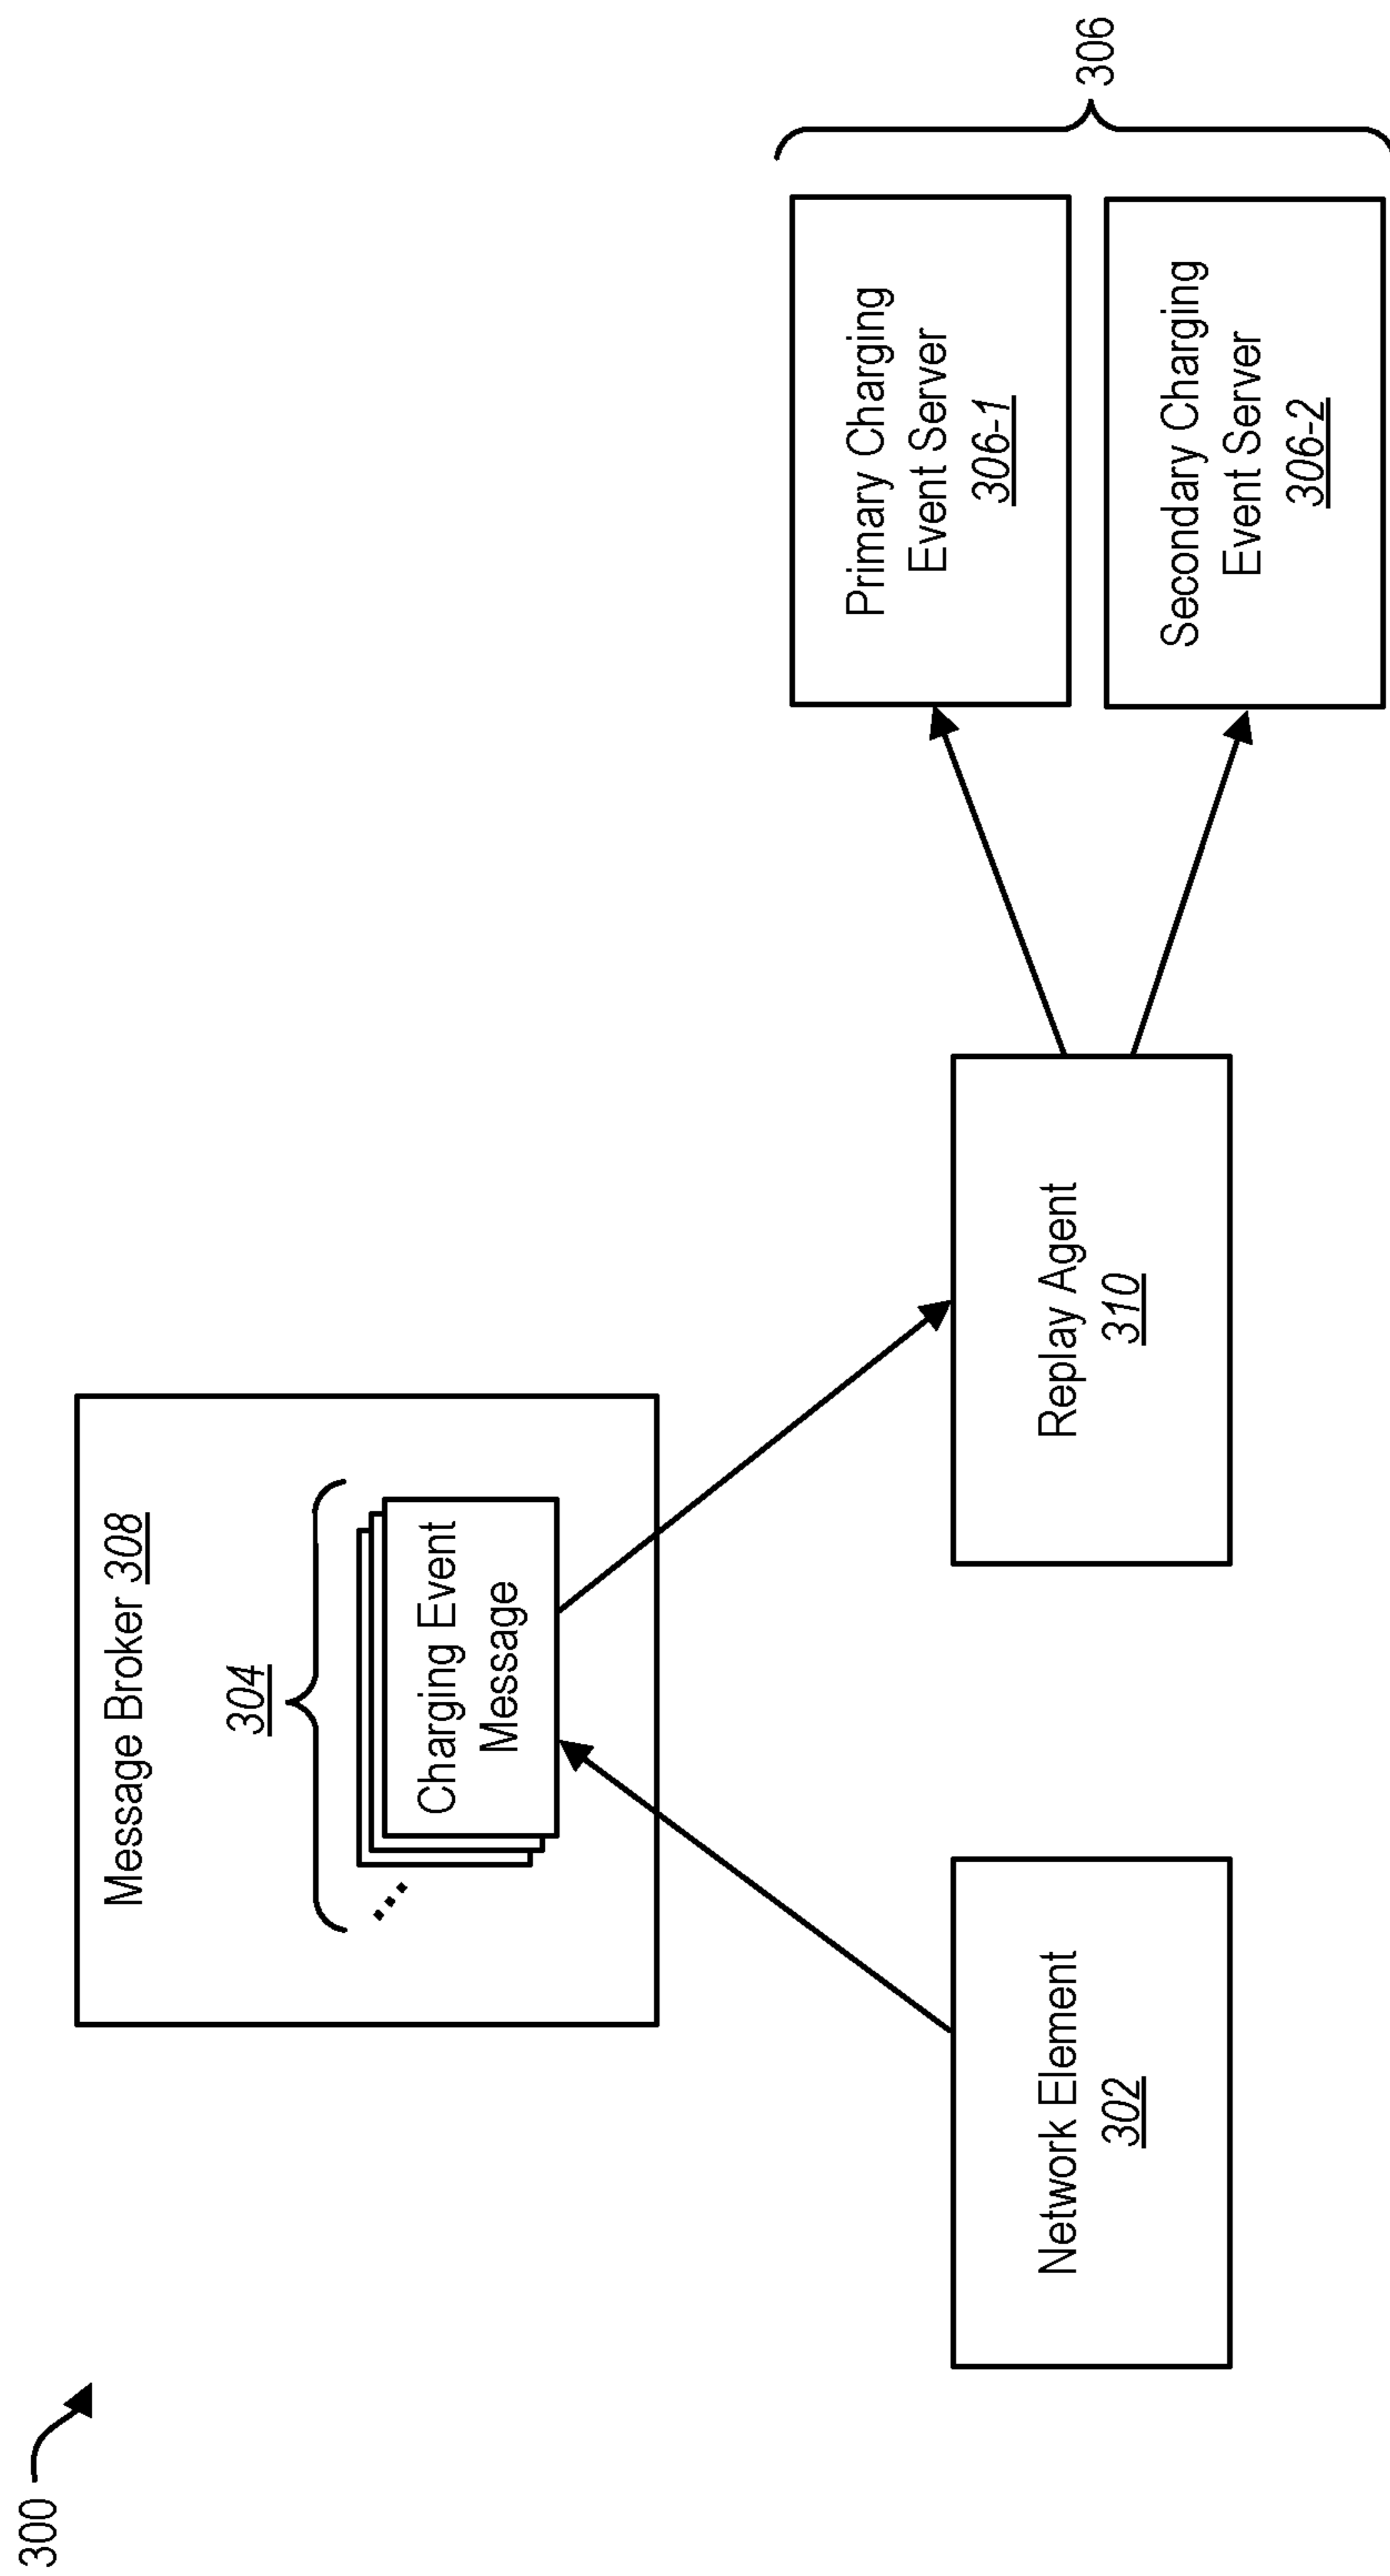 300
Message Broker 308
304
Charging Event
Message
Network Element
302
Replay Agent
310
Primary Charging
Event Server
306-1
Secondary Charging
Event Server
306-2
306